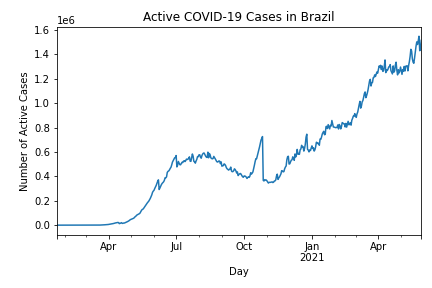 Active COVID-19 Cases in Brazil
1e6
1.6
1.4
1.2
1.0
0.8
0.6
0.4
0.2
0.0
Number of Active Cases
Apr Jul Oct Jan Apr
2021
Day